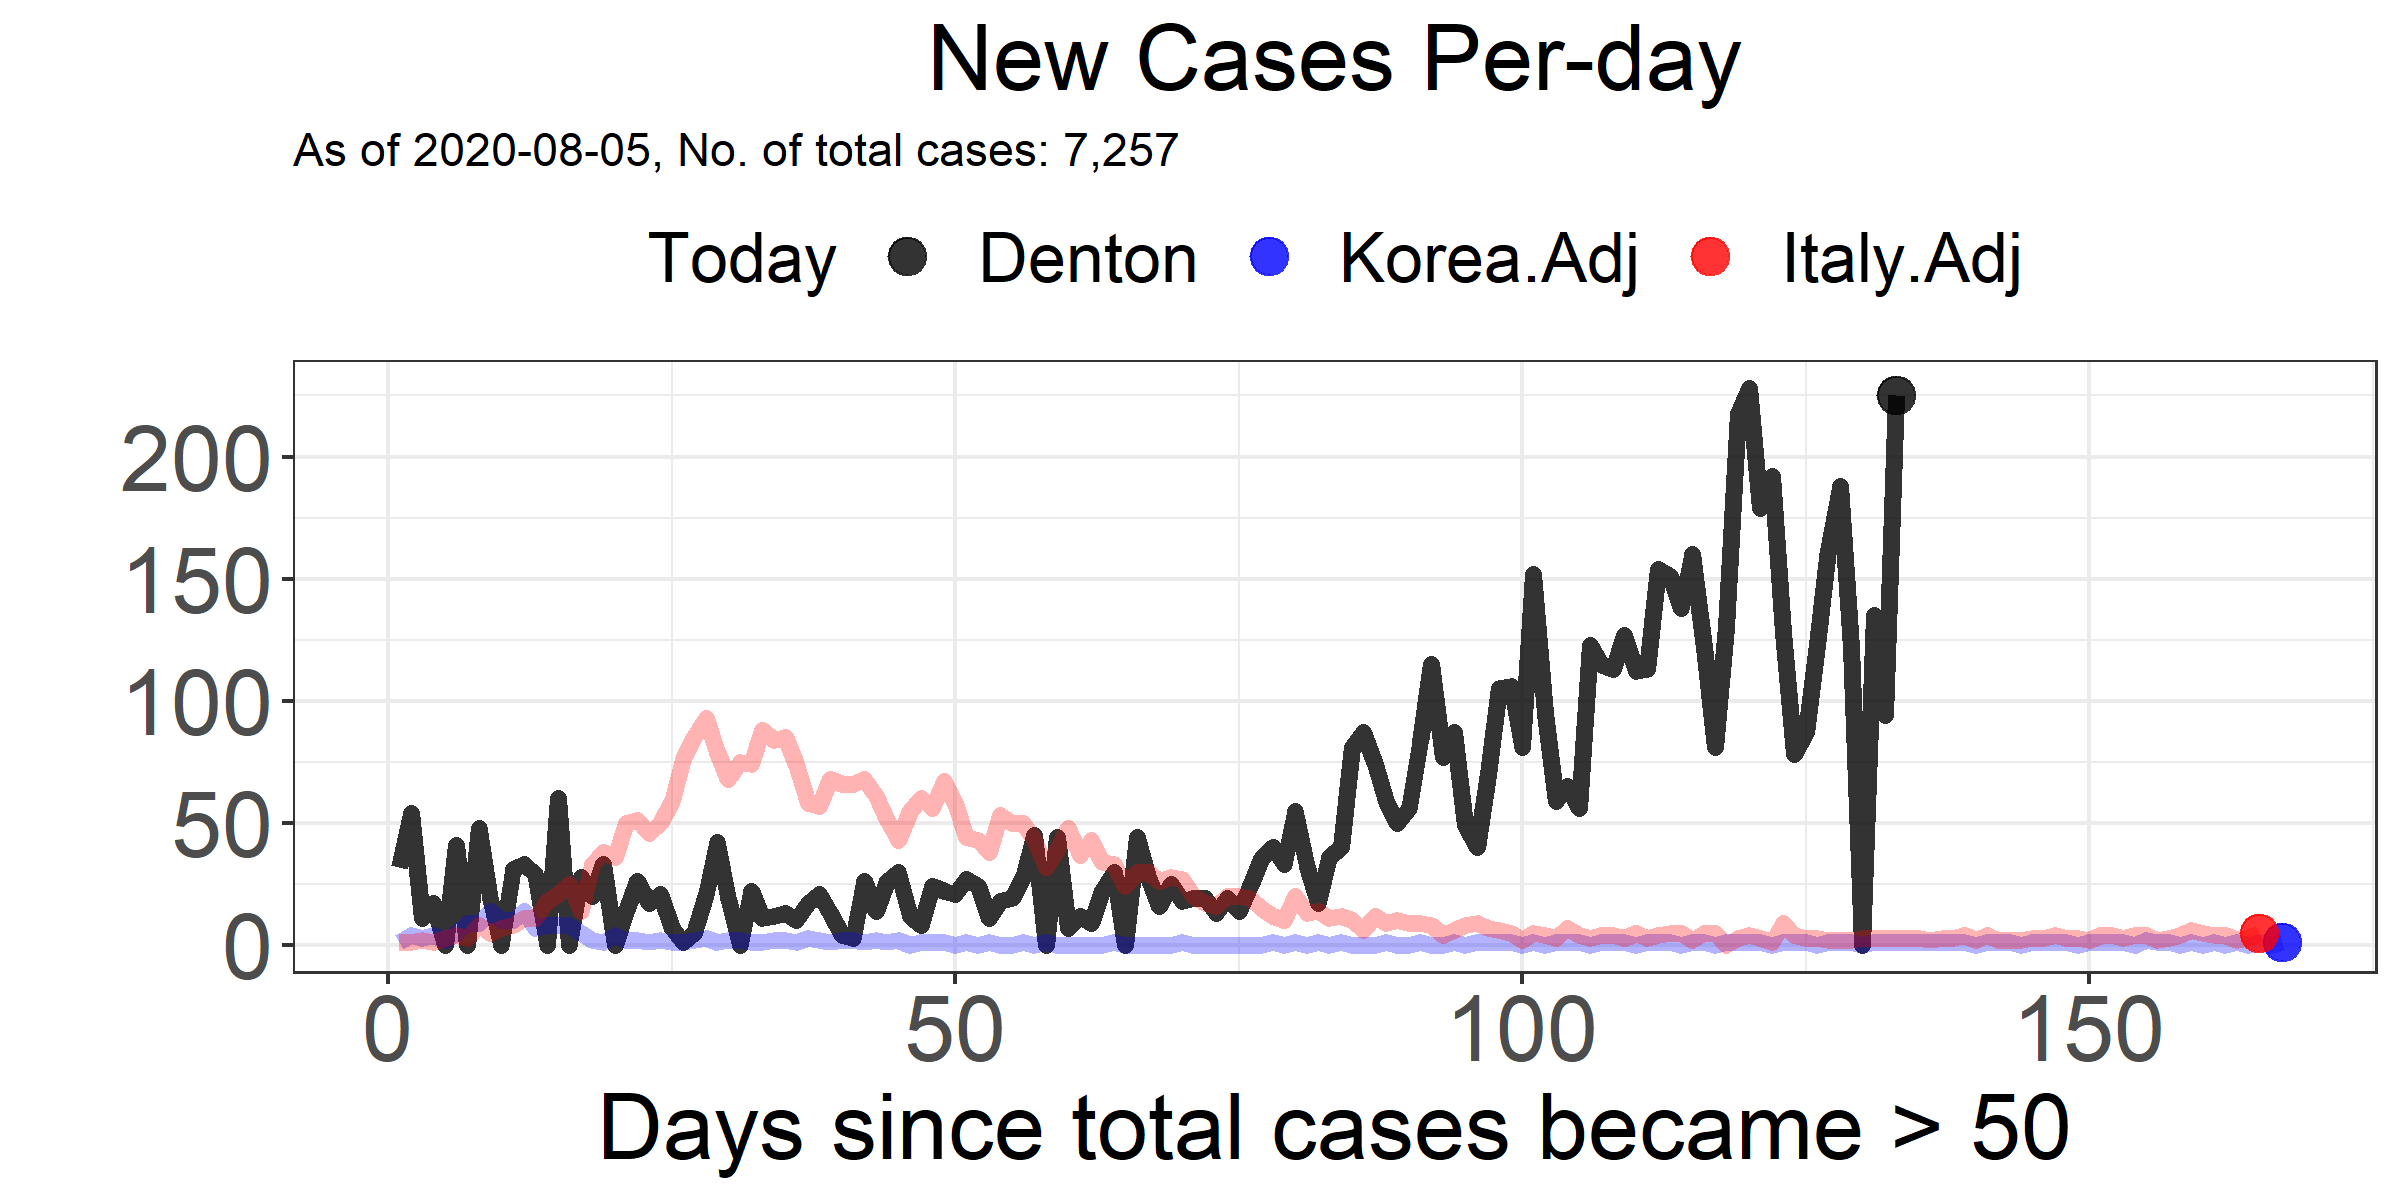 New Cases Per-day
As of 2020-08-05, No. of total cases: 7,257
Today Denton Korea.Adj Italy.Adj
200
150
100
50
0
0 50 100 150
Days since total cases became > 50